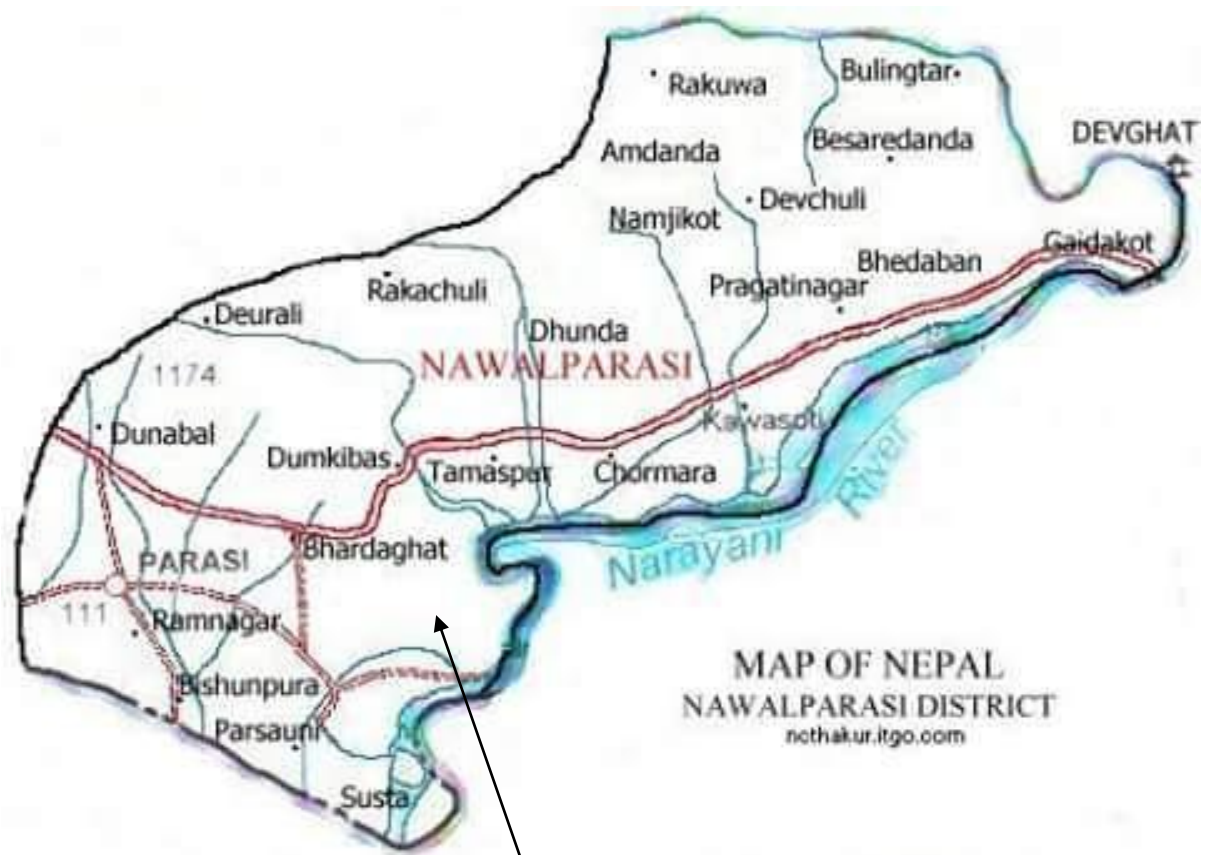 Rakuwa
Bulingtar
DEVGHAT
Amdanda
Besaredanda
Devchuli
Namjikot
Gaidakot
Bhedaban
Pragatinagar
Rakachuli
Deurali
Dhunda
NAWALPARASI
1174
Kawasoti
Dunabal
Dumkibas
Tamaspur
Chormara
River
Narayani
Bhardaghat
PARASI
111
Ramnagar
Bishunpura
Parsauni
Susta
MAP OF NEPAL
NAWALPARASI DISTRICT
ncthakur.itgo.com